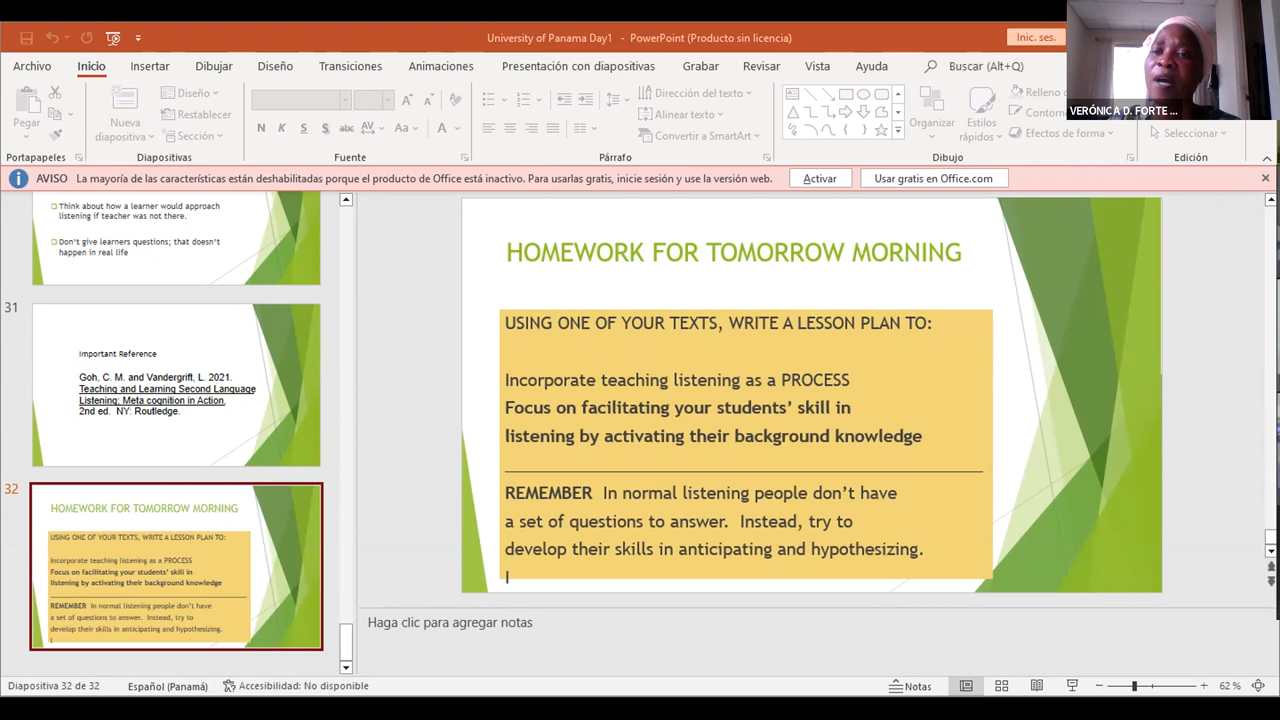 University of Panama Day1 - PowerPoint (Producto sin licencia)
Inic. ses.
Archivo Inicio Insertar Dibujar Diseño Transiciones Animaciones Presentación con diapositivas Grabar Revisar Vista Ayuda Buscar (Alt+Q)
VERÓNICA D. FORTE ...
Pegar
Nueva
diapositiva
Diseño
Restablecer
Sección
N K S S abc AV Aa A A
Dirección del texto
Alinear texto
Convertir a SmartArt
Organizar
Estilos
rápidos
Relleno
Contorn
Efectos de forma
Seleccionar
Portapapeles Diapositivas Fuente Párrafo Dibujo Edición
AVISO La mayoría de las características están deshabilitadas porque el producto de Office está inactivo. Para usarlas gratis, inicie sesión y use la versión web. Activar Usar gratis en Office.com
Think about how a learner would approach
listening if teacher was not there.
Don't give learners questions; that doesn't
happen in real life
31
Important Reference
Goh, C. M. and Vandergrift, L. 2021.
Teaching and Learning Second Language
Listening; Meta cognition in Action,
2nd ed. NY: Routledge.
32
HOMEWORK FOR TOMORROW MORNING
USING ONE OF YOUR TEXTS, WRITE A LESSON PLAN TO:
Incorporate teaching listening as a PROCESS
Focus on facilitating your students' skill in
listening by activating their background knowledge
REMEMBER In normal listening people don't have
a set of questions to answer. Instead, try to
develop their skills in anticipating and hypothesizing.
HOMEWORK FOR TOMORROW MORNING
USING ONE OF YOUR TEXTS, WRITE A LESSON PLAN TO:
Incorporate teaching listening as a PROCESS
Focus on facilitating your students' skill in
listening by activating their background knowledge
REMEMBER In normal listening people don't have
a set of questions to answer. Instead, try to
develop their skills in anticipating and hypothesizing.
Haga clic para agregar notas
Diapositiva 32 de 32 Español (Panamá) Accesibilidad: No disponible Notas 62 %